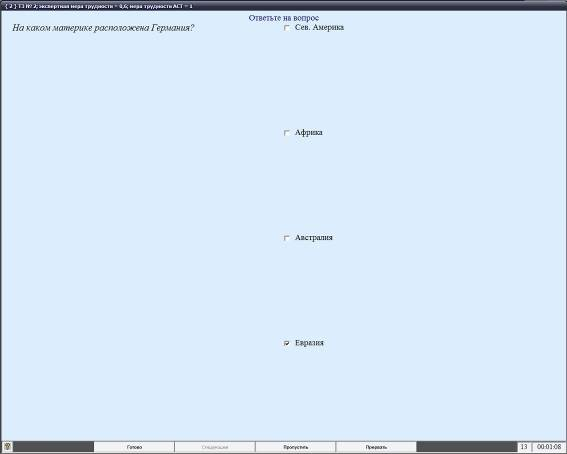 ( 2 ) ТЗ № 2; экспертная мера трудности = 0,6; мера трудности АСТ = 1
Ответьте на вопрос
На каком материке расположена Германия?
Сев. Америка
Африка
Австралия
Евразия
Готово
Следующее
Пропустить
Прервать
13
00:01:08